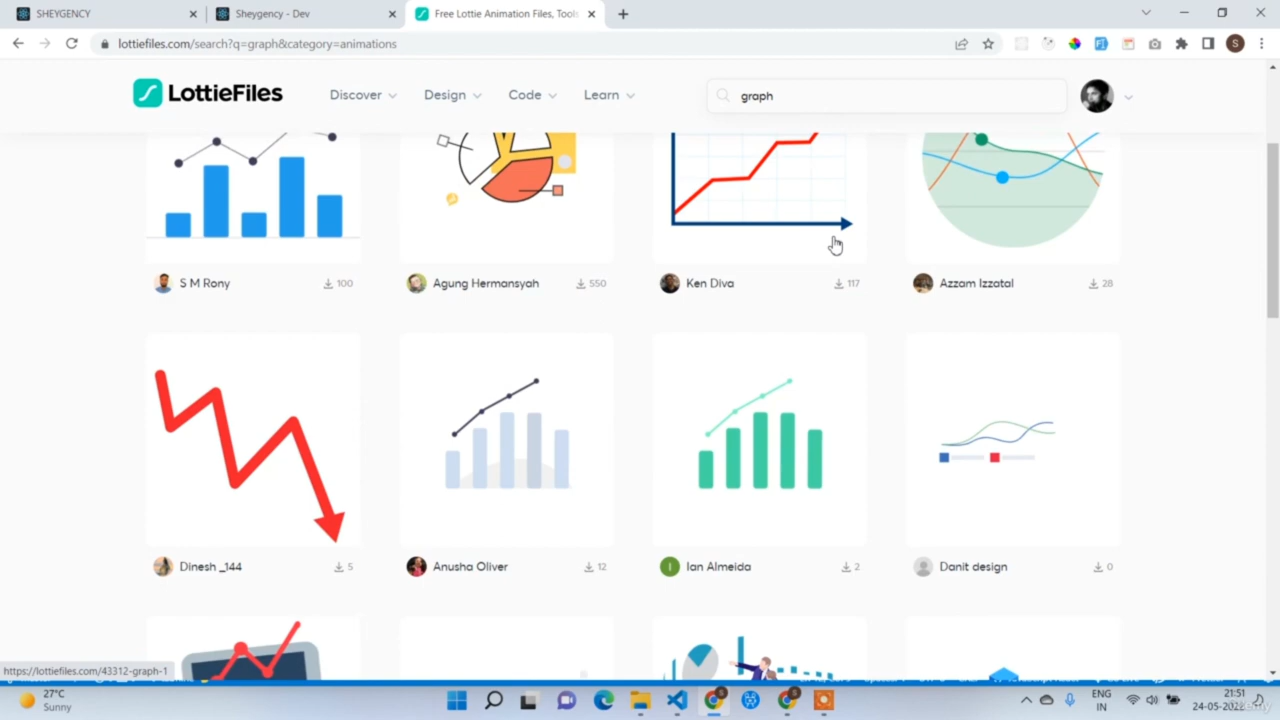 SHEYGENCY
Sheygency - Dev
Free Lottie Animation Files, Tools
lottiefiles.com/search?q=graph&category=animations
S
LottieFiles
Discover
Design
Code
Learn
graph
S M Rony
100
Agung Hermansyah
550
Ken Diva
117
Azzam Izzatal
28
Dinesh _144
5
Anusha Oliver
12
I
Ian Almeida
2
Danit design
0
https://lottiefiles.com/43312-graph-1
27°C
Sunny
ENG
IN
21:51
24-05-2022